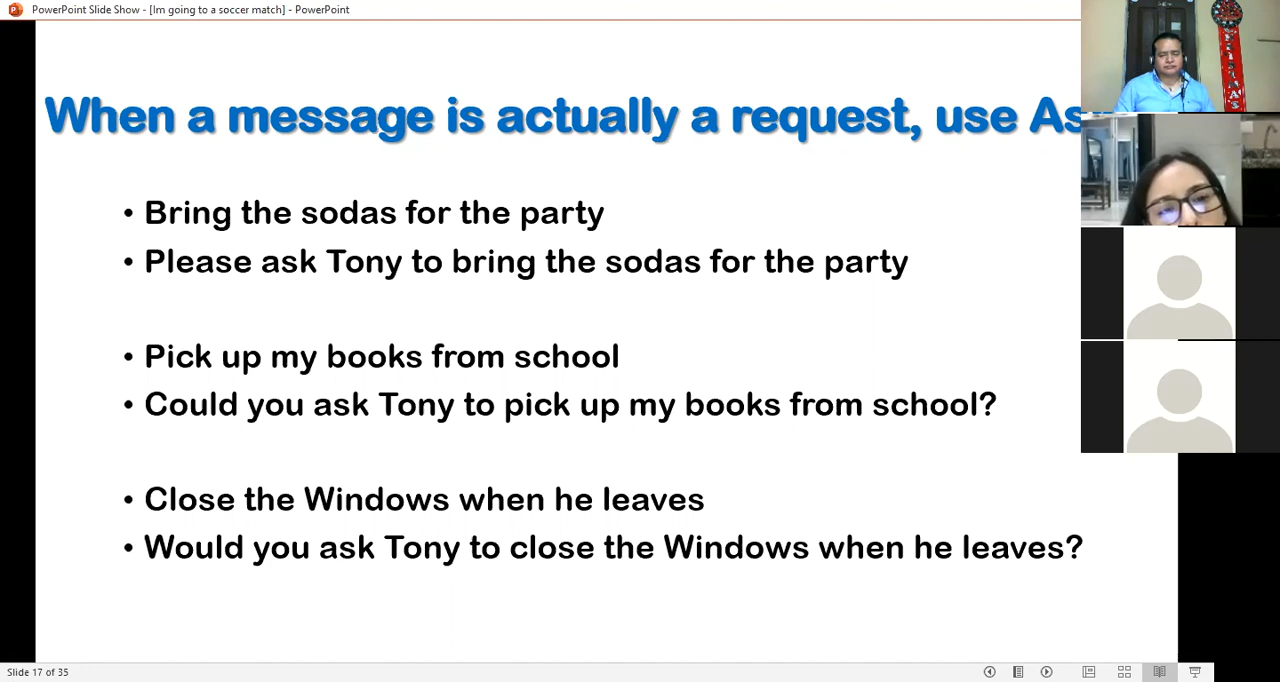 PowerPoint Slide Show - [Im going to a soccer match] - PowerPoint
When a message is actually a request, use
• Bring the sodas for the party
• Please ask Tony to bring the sodas for the party
• Pick up my books from school
• Could you ask Tony to pick up my books from school?
• Close the Windows when he leaves
• Would you ask Tony to close the Windows when he leaves?
Slide 17 of 35